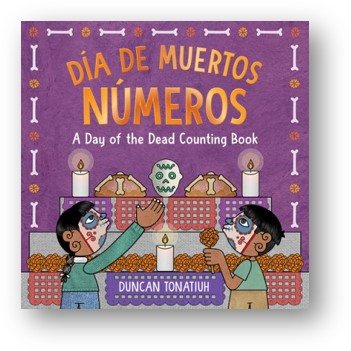 DÍA DE MUERTOS
NÚMEROS
A Day of the Dead Counting Book
DUNCAN TONATIUH